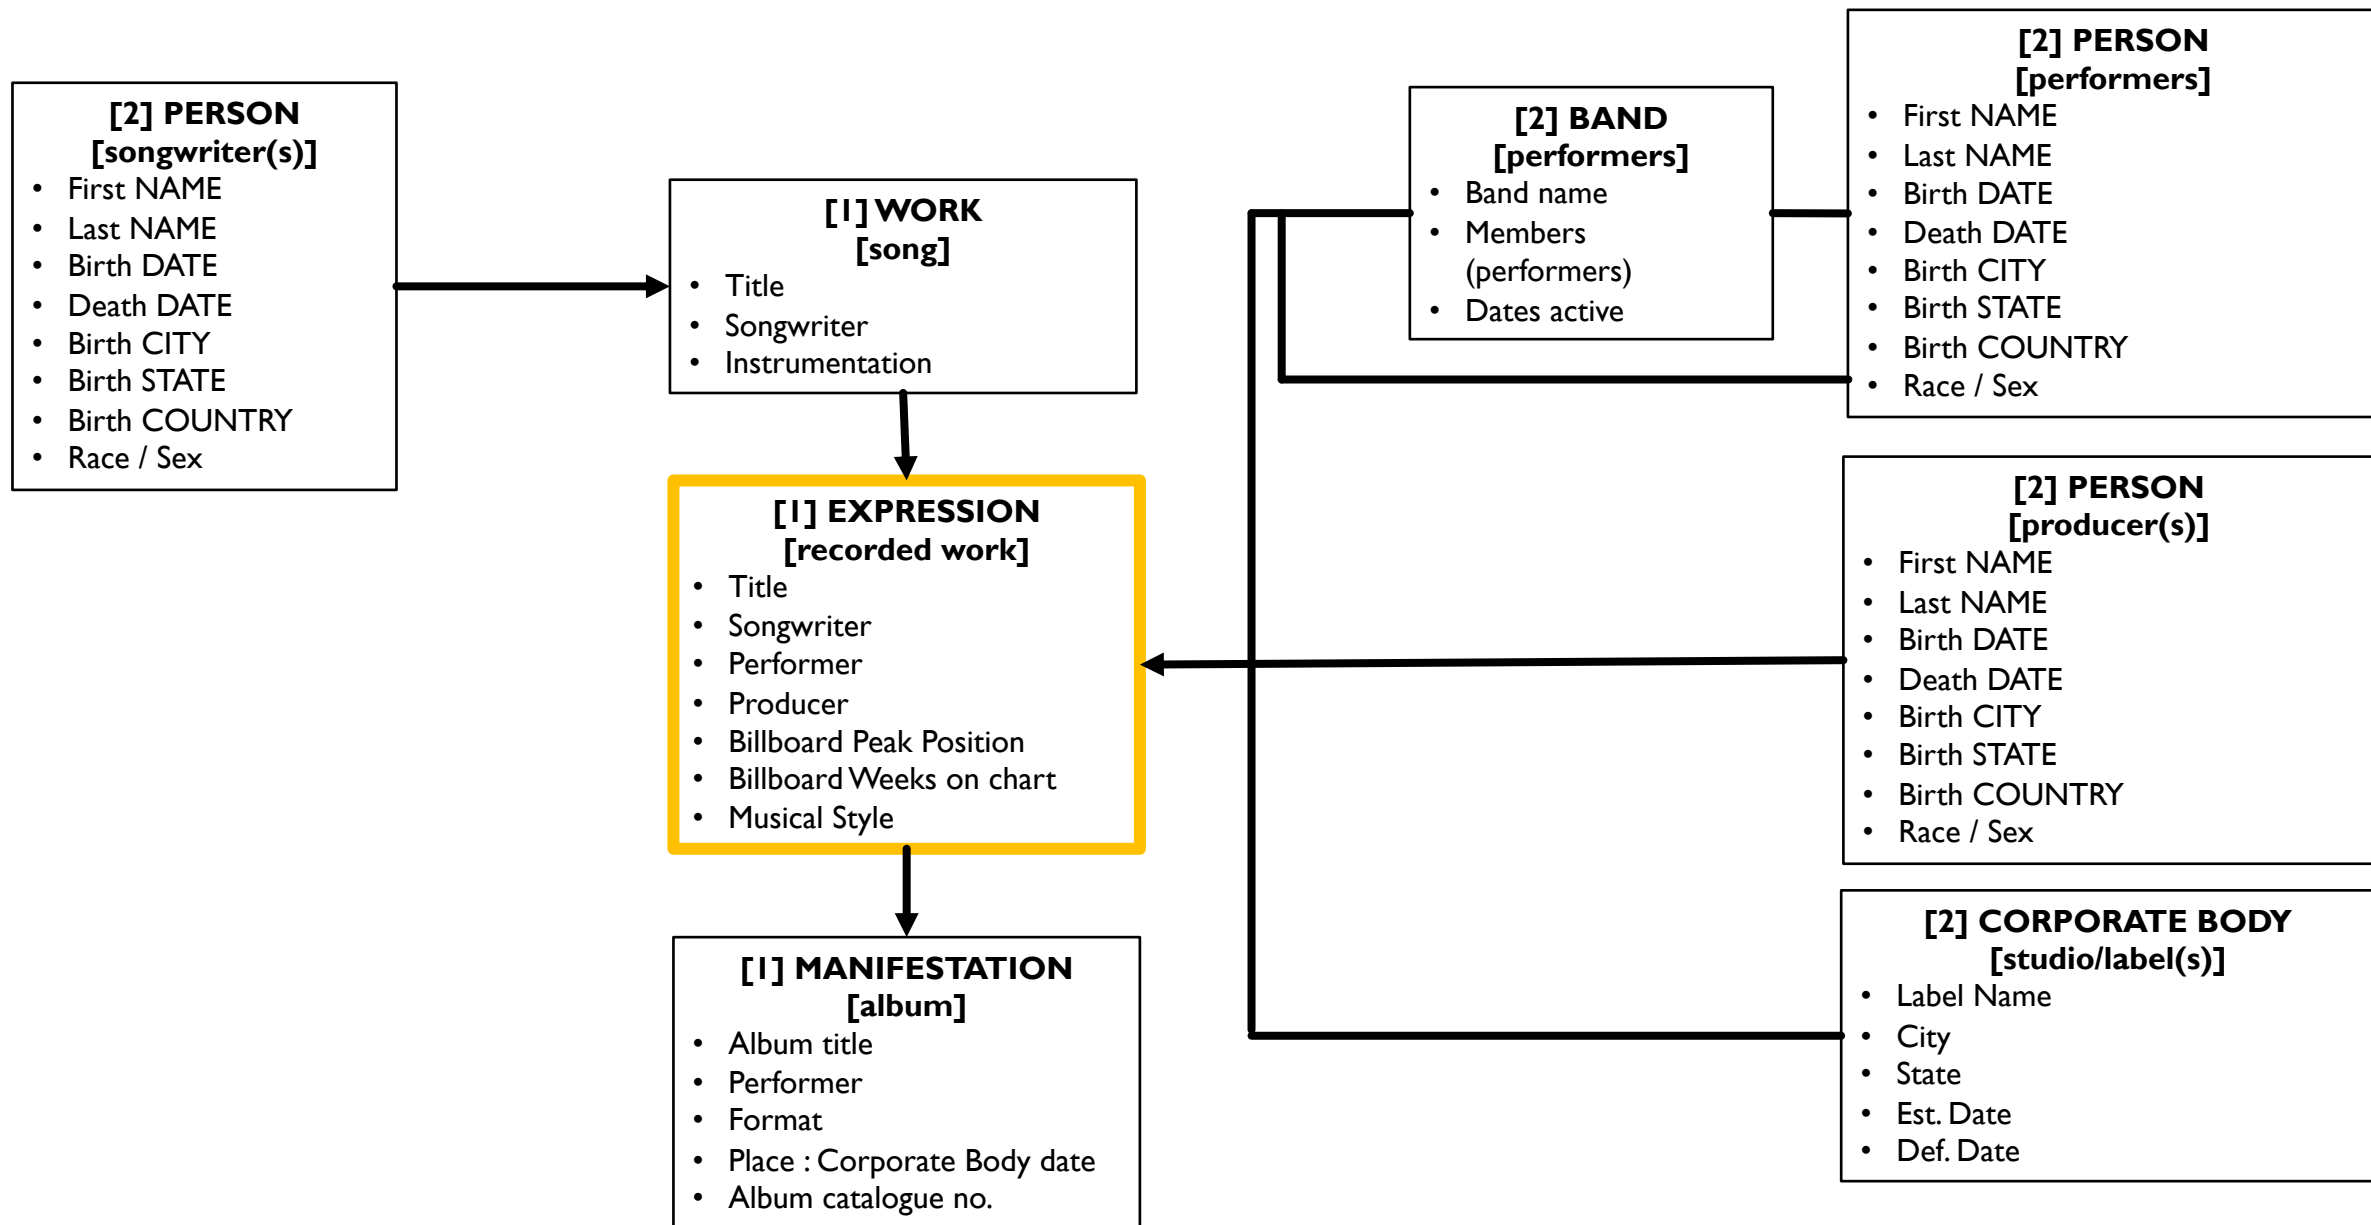 [2] PERSON
[songwriter(s)]
• First NAME
• Last NAME
• Birth DATE
• Death DATE
• Birth CITY
• Birth STATE
• Birth COUNTRY
• Race / Sex
[1] WORK
[song]
• Title
• Songwriter
• Instrumentation
[1] EXPRESSION
[recorded work]
• Title
• Songwriter
• Performer
• Producer
• Billboard Peak Position
• Billboard Weeks on chart
• Musical Style
[1] MANIFESTATION
[album]
• Album title
• Performer
• Format
• Place : Corporate Body date
• Album catalogue no.
[2] BAND
[performers]
• Band name
• Members
(performers)
• Dates active
[2] PERSON
[performers]
• First NAME
• Last NAME
• Birth DATE
• Death DATE
• Birth CITY
• Birth STATE
• Birth COUNTRY
• Race / Sex
[2] PERSON
[producer(s)]
• First NAME
• Last NAME
• Birth DATE
• Death DATE
• Birth CITY
• Birth STATE
• Birth COUNTRY
• Race / Sex
[2] CORPORATE BODY
[studio/label(s)]
• Label Name
• City
• State
• Est. Date
• Def. Date